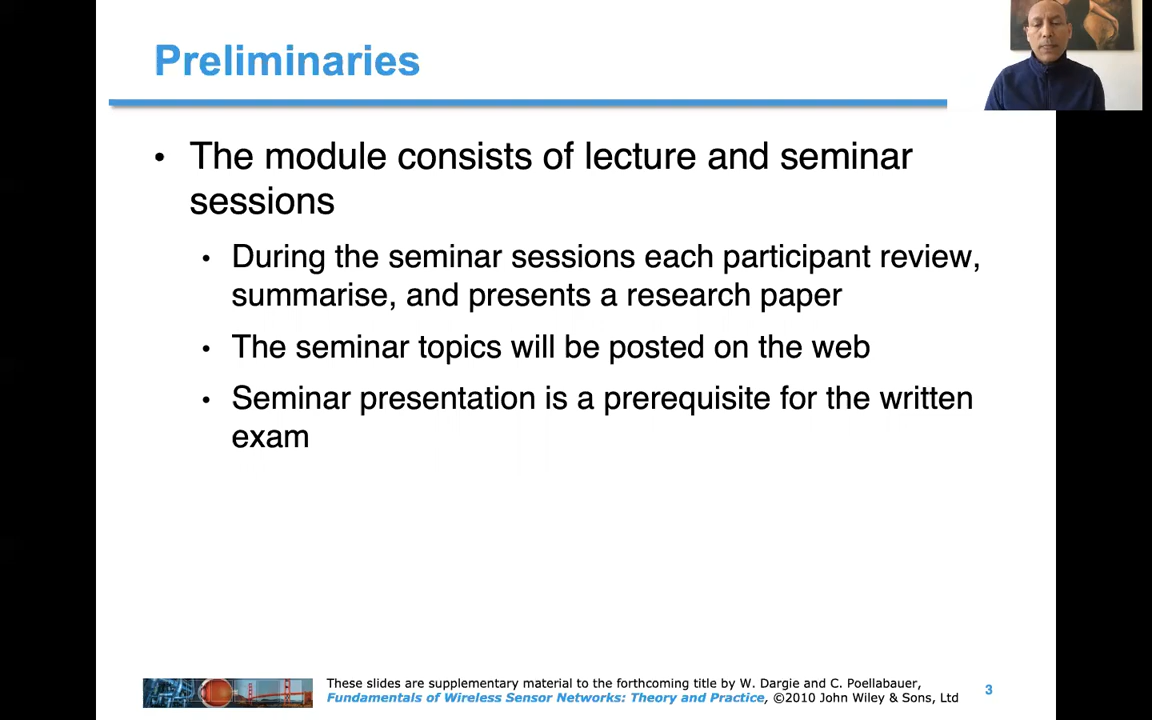 Preliminaries
• The module consists of lecture and seminar
sessions
• During the seminar sessions each participant review,
summarise, and presents a research paper
• The seminar topics will be posted on the web
• Seminar presentation is a prerequisite for the written
exam
These slides are supplementary material to the forthcoming title by W. Dargie and C. Poellabauer,
Fundamentals of Wireless Sensor Networks: Theory and Practice, ©2010 John Wiley & Sons, Ltd
3